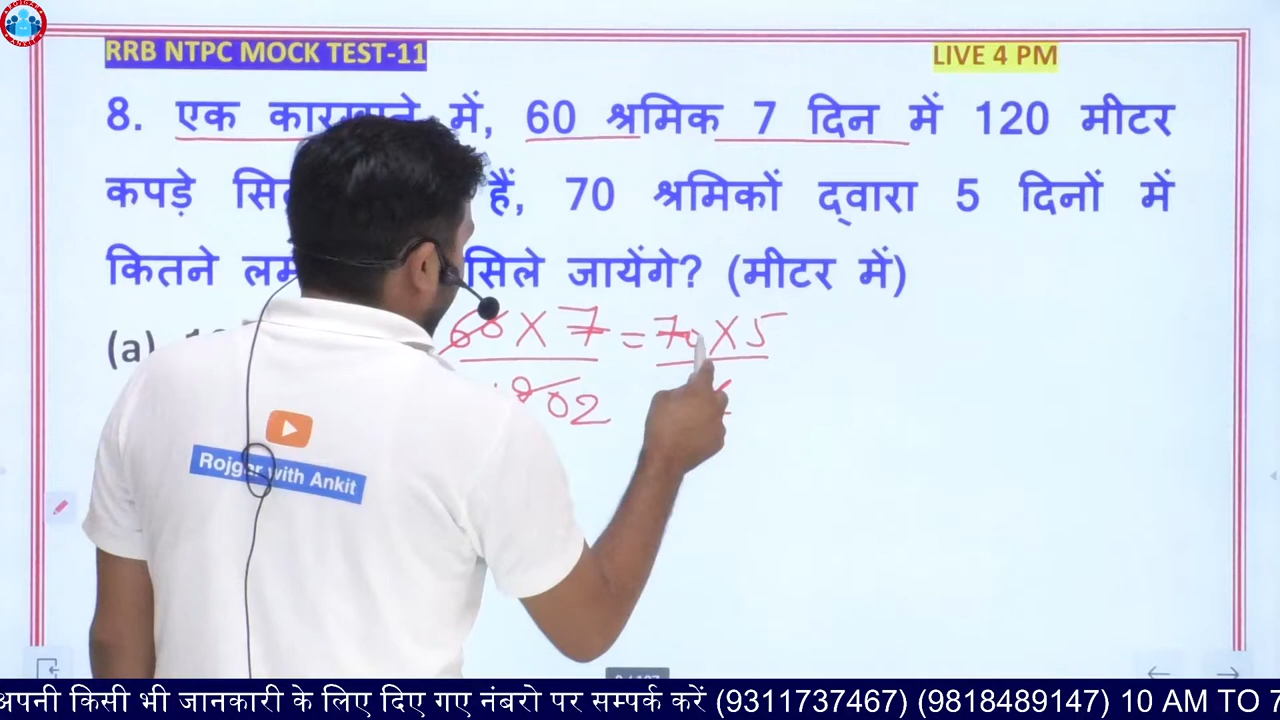 RRB NTPC MOCK TEST-11
LIVE 4 PM
8. एक कारखाने में, 60 श्रमिक 7 दिन में 120 मीटर
कपड़े हैं, 70 श्रमिकों द्वारा 5 दिनों में
कितने सिले जायेंगे? (मीटर में)
(a)
60 X 7 = 70 X 5
2
Rojgar with Ankit
अपनी किसी भी जानकारी के लिए दिए गए नंबरो पर सम्पर्क करें (9311737467) (9818489147) 10 AM TO 7